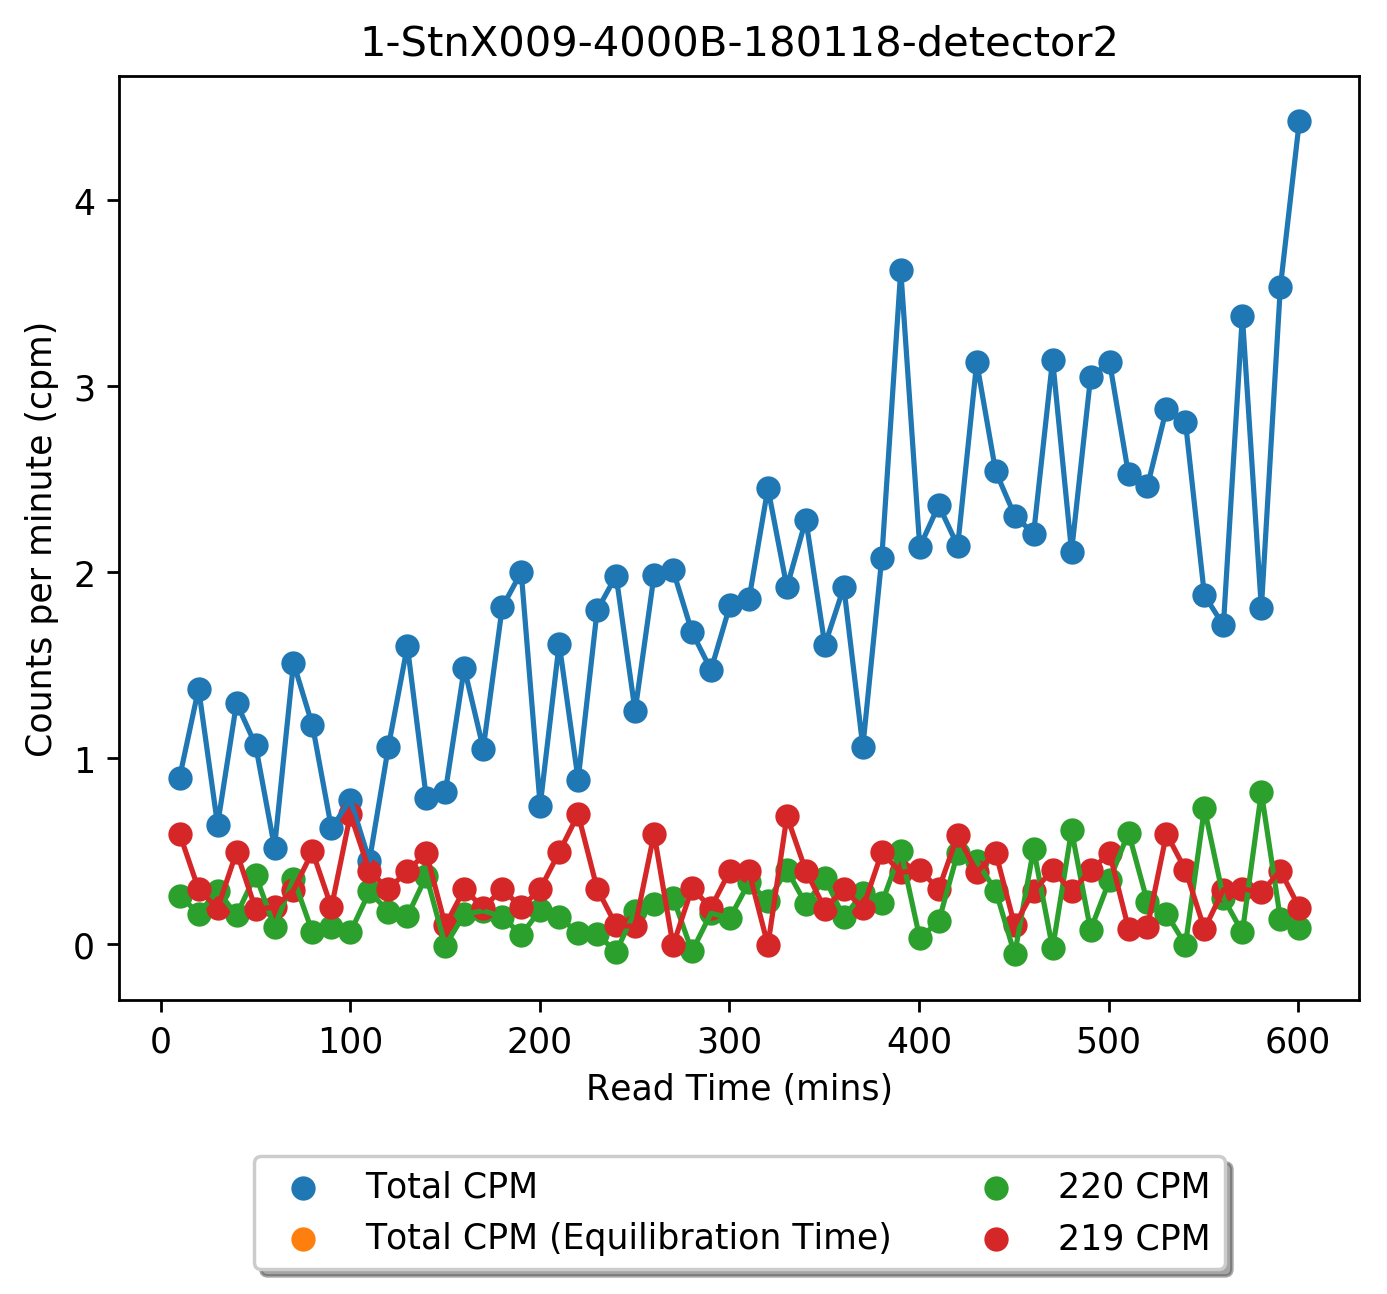 1-StnX009-4000B-180118-detector2
Counts per minute (cpm)
4
3
2
1
0
0 100 200 300 400 500 600
Read Time (mins)
Total CPM
Total CPM (Equilibration Time)
220 CPM
219 CPM